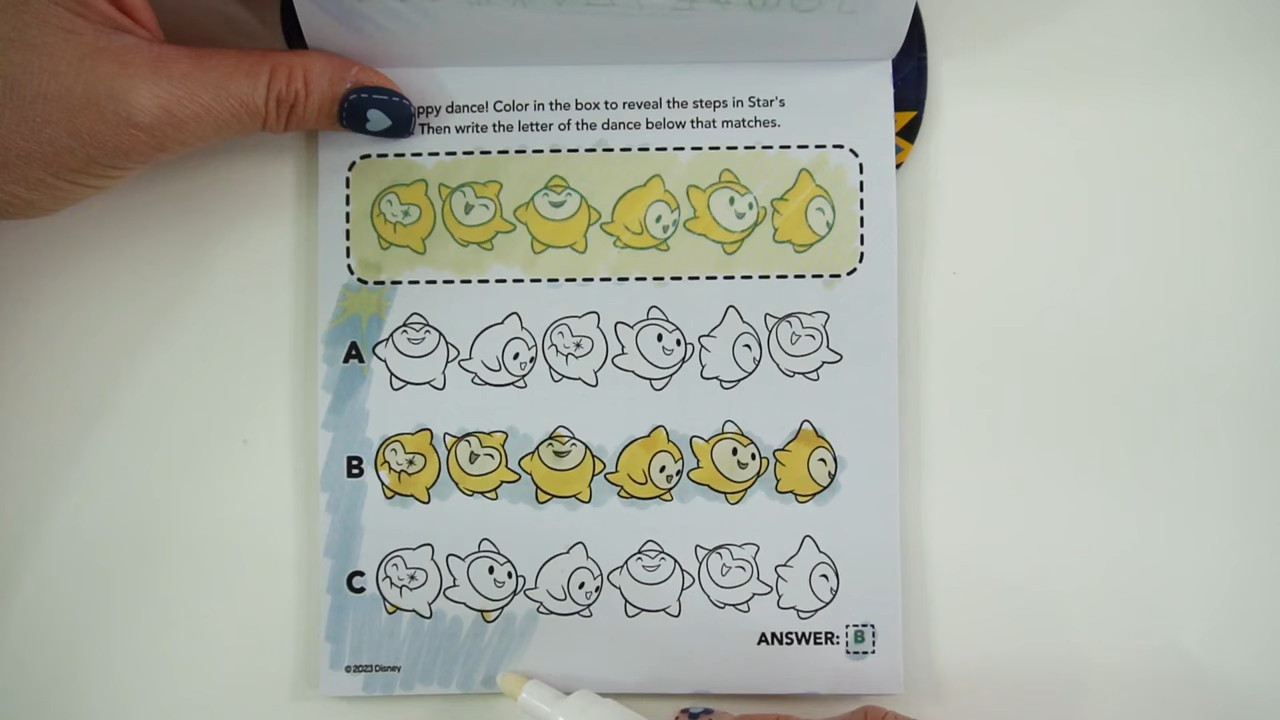 ppy dance! Color in the box to reveal the steps in Star's
Then write the letter of the dance below that matches.
A
B
C
ANSWER: B
© 2023 Disney